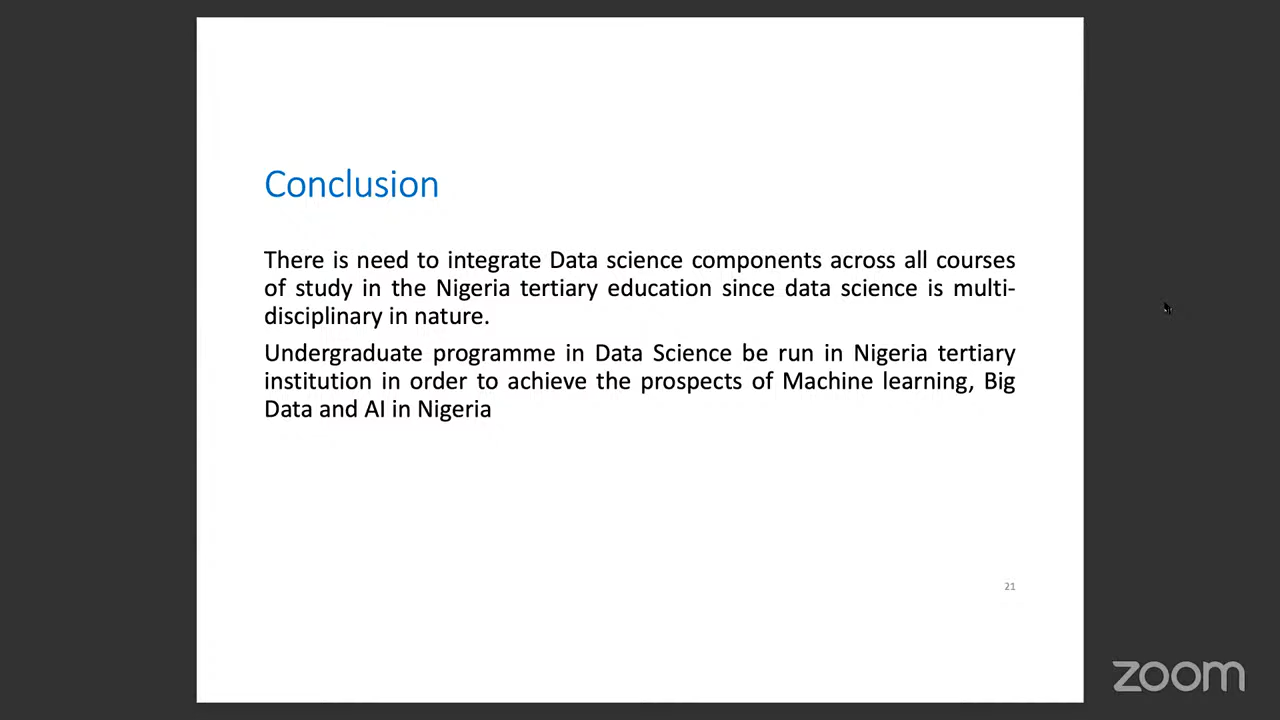 Conclusion
There is need to integrate Data science components across all courses
of study in the Nigeria tertiary education since data science is multi-
disciplinary in nature.
Undergraduate programme in Data Science be run in Nigeria tertiary
institution in order to achieve the prospects of Machine learning, Big
Data and AI in Nigeria
21
zoom